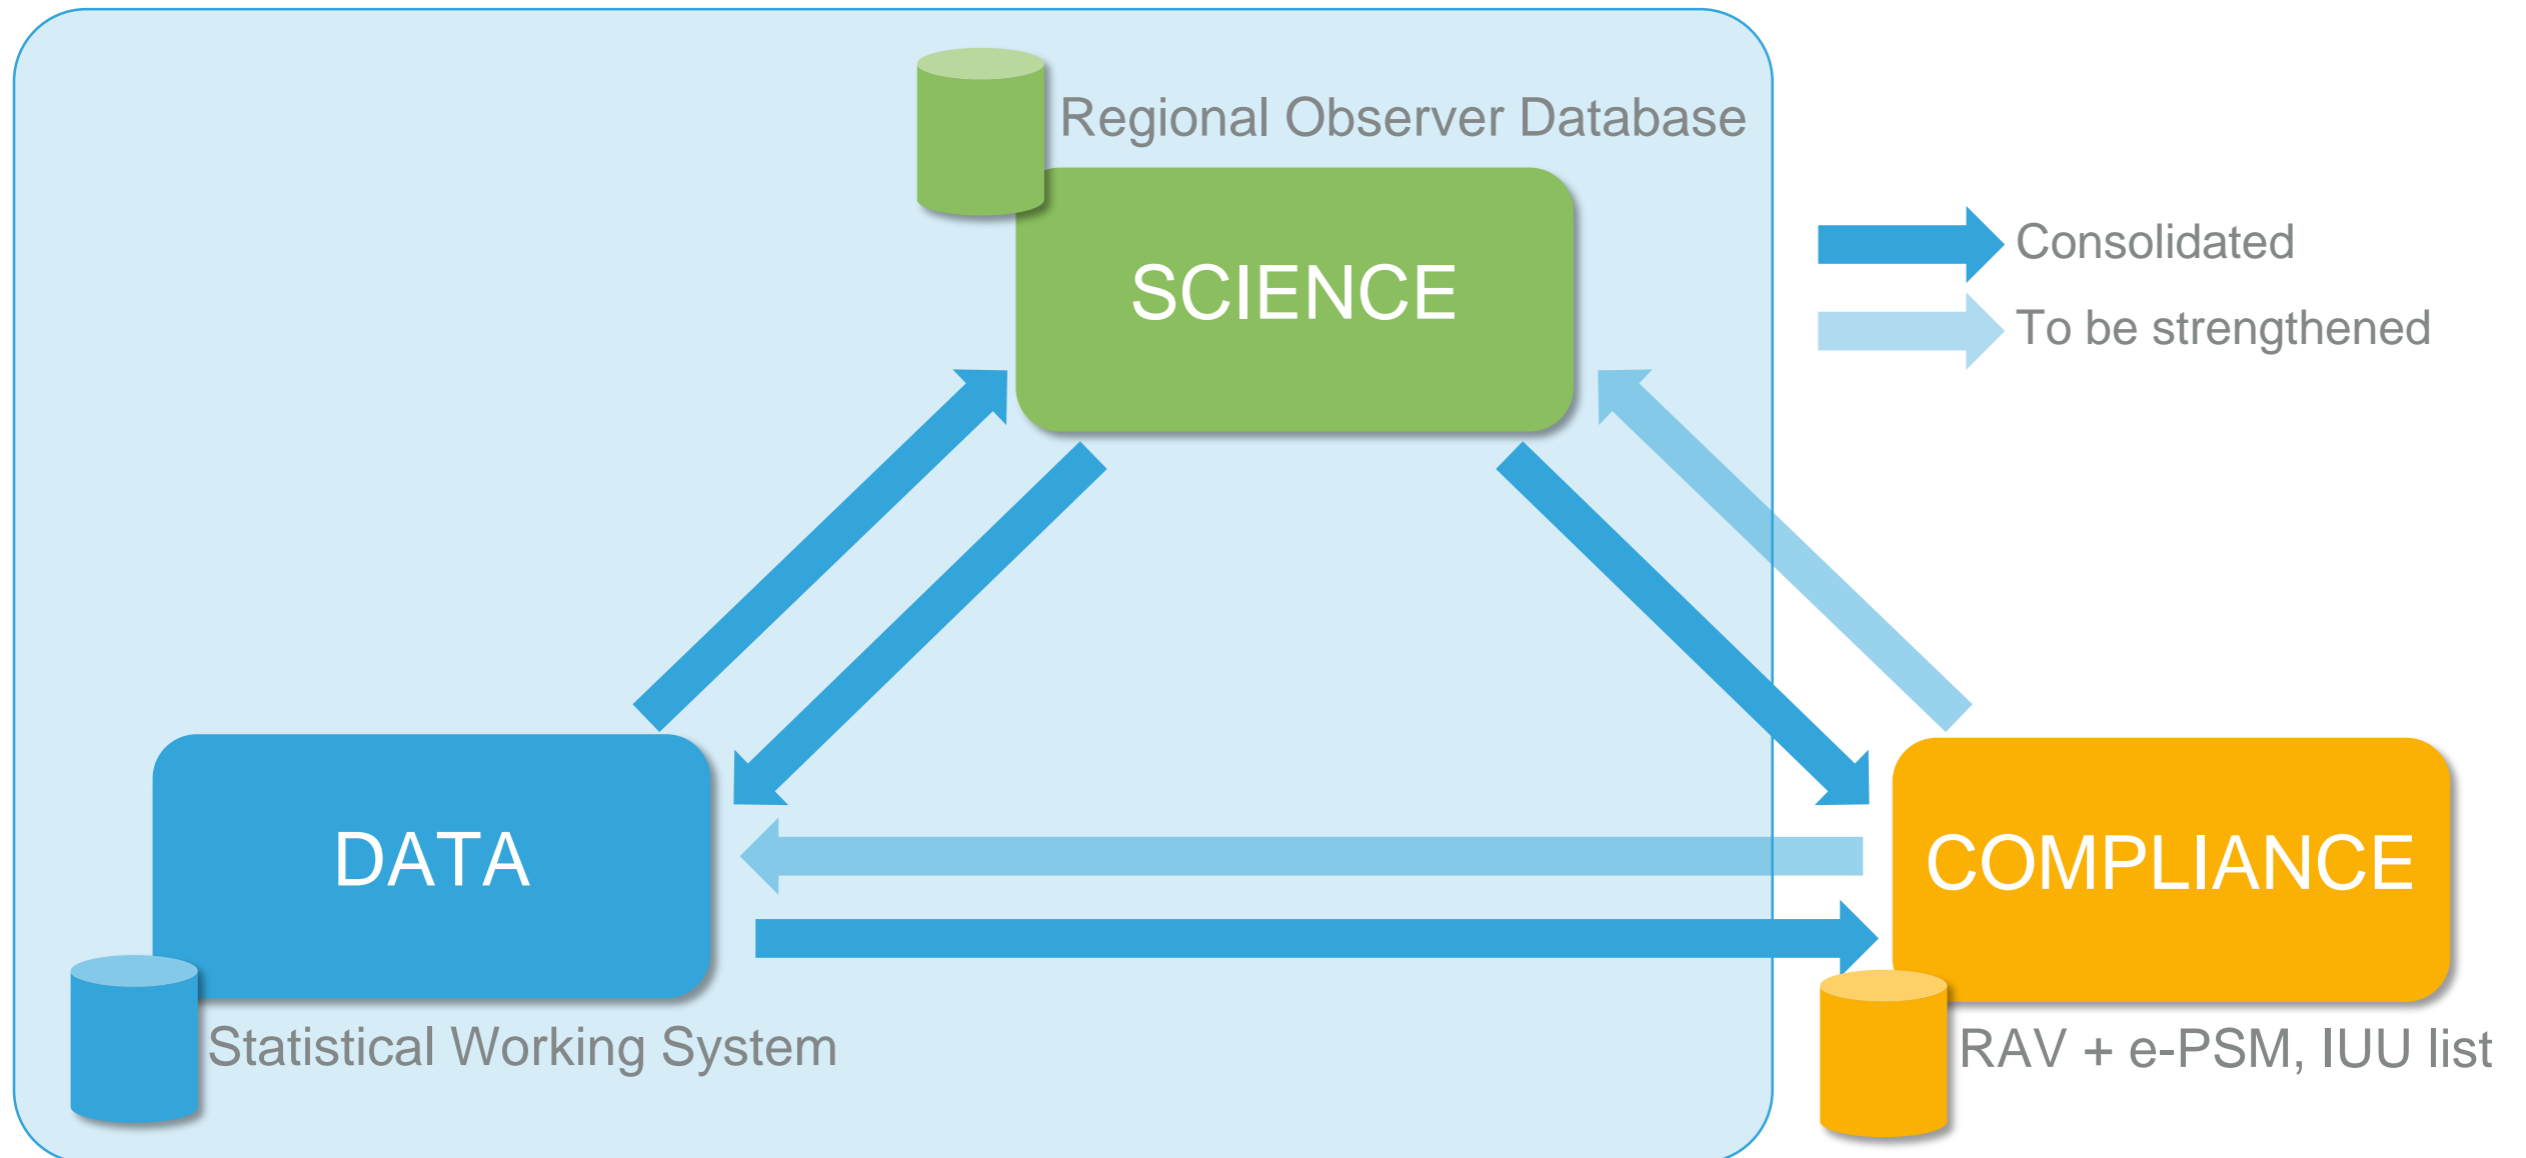 Regional Observer Database
SCIENCE
Consolidated
To be strengthened
DATA
COMPLIANCE
Statistical Working System
RAV + e-PSM, IUU list